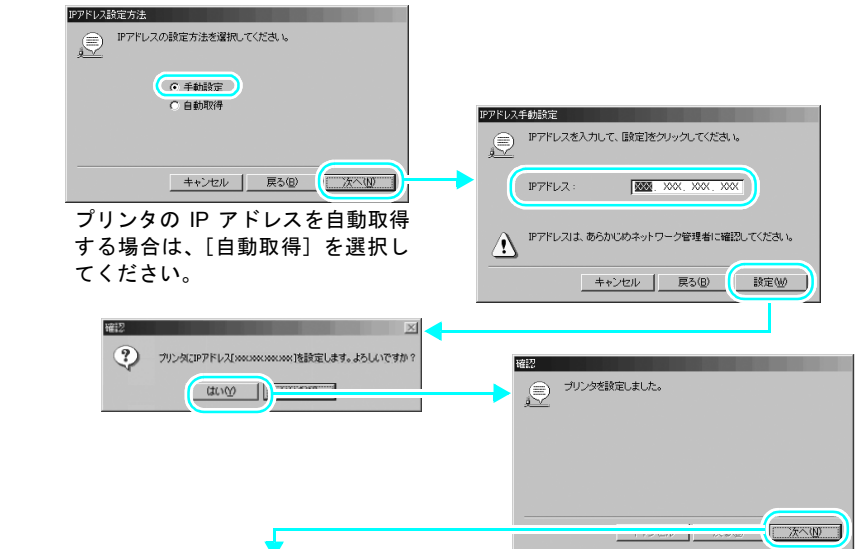 IPアドレス設定方法
IPアドレスの設定方法を選択してください。
手動設定
自動取得
キャンセル
戻る(B)
次へ(N)
プリンタの IP アドレスを自動取得
する場合は、［自動取得］を選択し
てください。
IPアドレス手動設定
IPアドレスを入力して、[設定]をクリックしてください。
IPアドレス：
XXX. XXX. XXX. XXX
IPアドレスは、あらかじめネットワーク管理者に確認してください。
キャンセル
戻る(B)
設定(W)
確認
プリンタにIPアドレス[xxx.xxx.xxx.xxx]を設定します。よろしいですか？
はい(Y)
確認
プリンタを設定しました。
次へ(N)